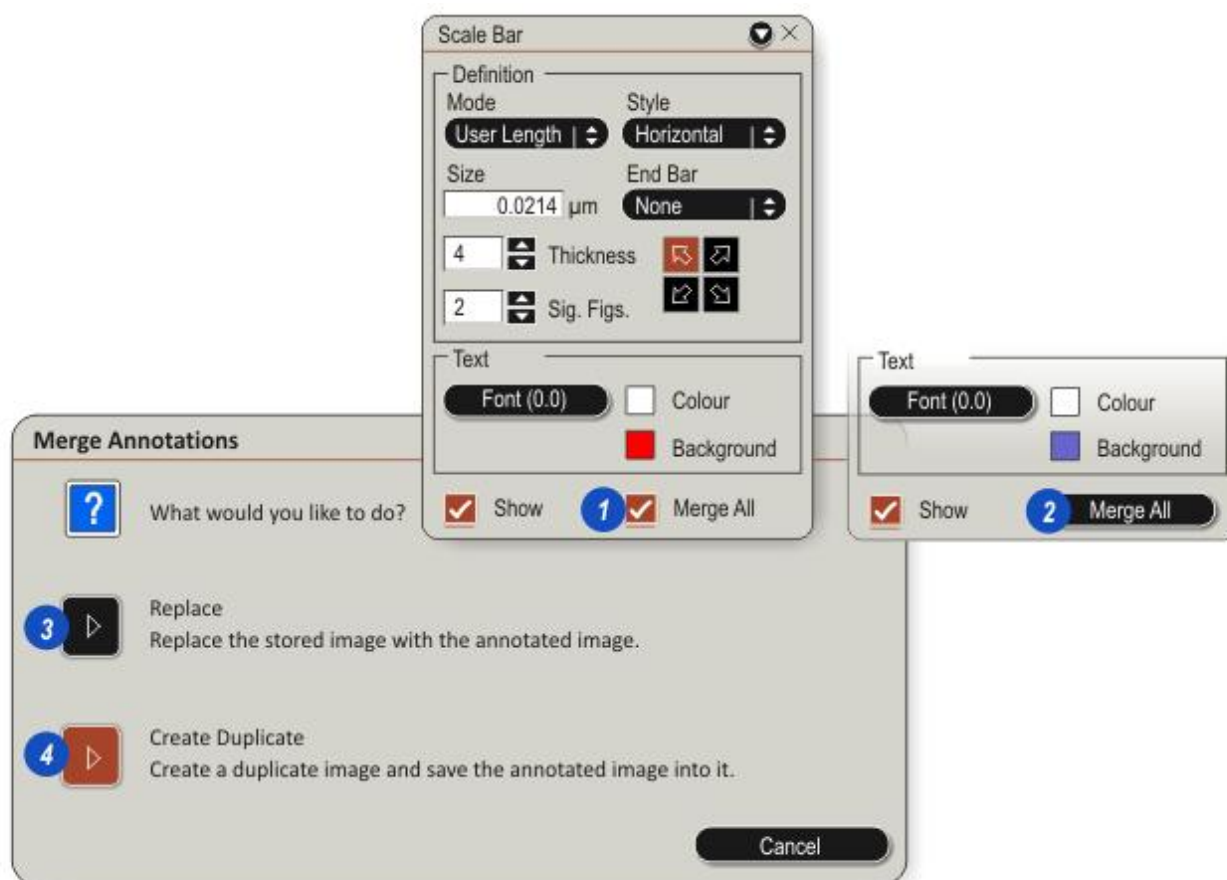 Scale Bar
Definition
Mode Style
User Length Horizontal
Size End Bar
0.0214 µm None
4 Thickness
2 Sig. Figs.
Text
Font (0.0) Colour
Background
Show 1 Merge All
Text
Font (0.0) Colour
Background
Show 2 Merge All
Merge Annotations
? What would you like to do?
3 Replace
Replace the stored image with the annotated image.
4 Create Duplicate
Create a duplicate image and save the annotated image into it.
Cancel